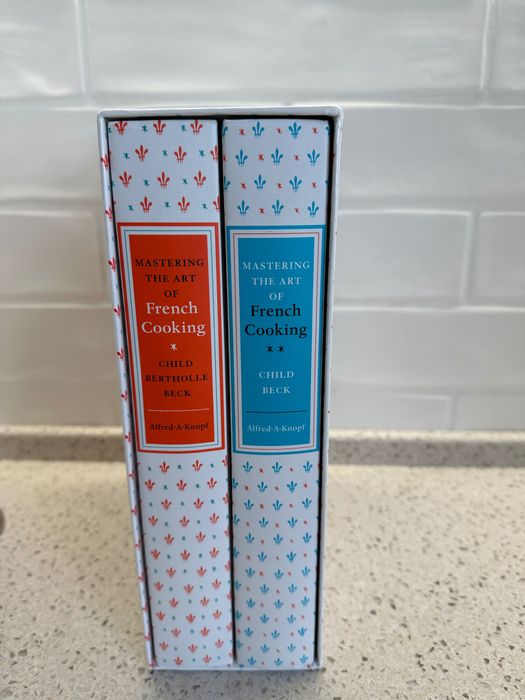 MASTERING
THE ART
OF
French
Cooking
*
CHILD
BERTHOLLE
BECK
Alfred·A·Knopf
MASTERING
THE ART
OF
French
Cooking
* *
CHILD
BECK
Alfred·A·Knopf